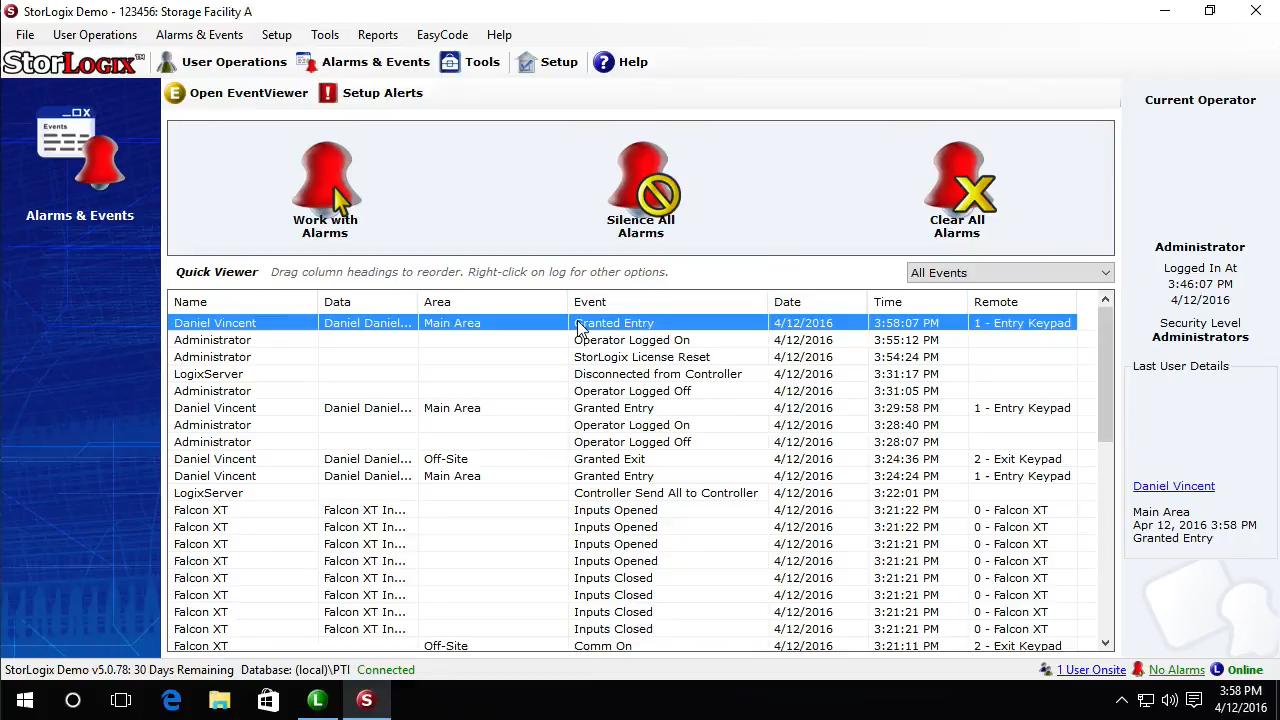 StorLogix Demo - 123456: Storage Facility A
File User Operations Alarms & Events Setup Tools Reports EasyCode Help
StorLogix™ User Operations Alarms & Events Tools Setup ? Help
E Open EventViewer ! Setup Alerts
Events
Alarms & Events
Work with
Alarms
Silence All
Alarms
Clear All
Alarms
Quick Viewer Drag column headings to reorder. Right-click on log for other options. All Events
Name Data Area Event Date Time Remote
Daniel Vincent Daniel Daniel... Main Area Granted Entry 4/12/2016 3:58:07 PM 1 - Entry Keypad
Administrator Operator Logged On 4/12/2016 3:55:12 PM
Administrator StorLogix License Reset 4/12/2016 3:54:24 PM
LogixServer Disconnected from Controller 4/12/2016 3:31:17 PM
Administrator Operator Logged Off 4/12/2016 3:31:05 PM
Daniel Vincent Daniel Daniel... Main Area Granted Entry 4/12/2016 3:29:58 PM 1 - Entry Keypad
Administrator Operator Logged On 4/12/2016 3:28:40 PM
Administrator Operator Logged Off 4/12/2016 3:28:07 PM
Daniel Vincent Daniel Daniel... Off-Site Granted Exit 4/12/2016 3:24:36 PM 2 - Exit Keypad
Daniel Vincent Daniel Daniel... Main Area Granted Entry 4/12/2016 3:24:24 PM 1 - Entry Keypad
LogixServer Controller Send All to Controller 4/12/2016 3:22:01 PM
Falcon XT Falcon XT In... Inputs Opened 4/12/2016 3:21:22 PM 0 - Falcon XT
Falcon XT Falcon XT In... Inputs Opened 4/12/2016 3:21:22 PM 0 - Falcon XT
Falcon XT Falcon XT In... Inputs Opened 4/12/2016 3:21:21 PM 0 - Falcon XT
Falcon XT Falcon XT In... Inputs Opened 4/12/2016 3:21:21 PM 0 - Falcon XT
Falcon XT Falcon XT In... Inputs Closed 4/12/2016 3:21:21 PM 0 - Falcon XT
Falcon XT Falcon XT In... Inputs Closed 4/12/2016 3:21:21 PM 0 - Falcon XT
Falcon XT Falcon XT In... Inputs Closed 4/12/2016 3:21:21 PM 0 - Falcon XT
Falcon XT Falcon XT In... Inputs Closed 4/12/2016 3:21:21 PM 0 - Falcon XT
Off-Site Comm On 4/12/2016 3:21:11 PM 2 - Exit Keypad
Current Operator
Administrator
Logged In At
3:46:07 PM
4/12/2016
Security Level
Administrators
Last User Details
Daniel Vincent
Main Area
Apr 12, 2016 3:58 PM
Granted Entry
StorLogix Demo v5.0.78: 30 Days Remaining Database: (local)\PTI Connected 1 User Onsite No Alarms L Online
L S 3:58 PM
4/12/2016